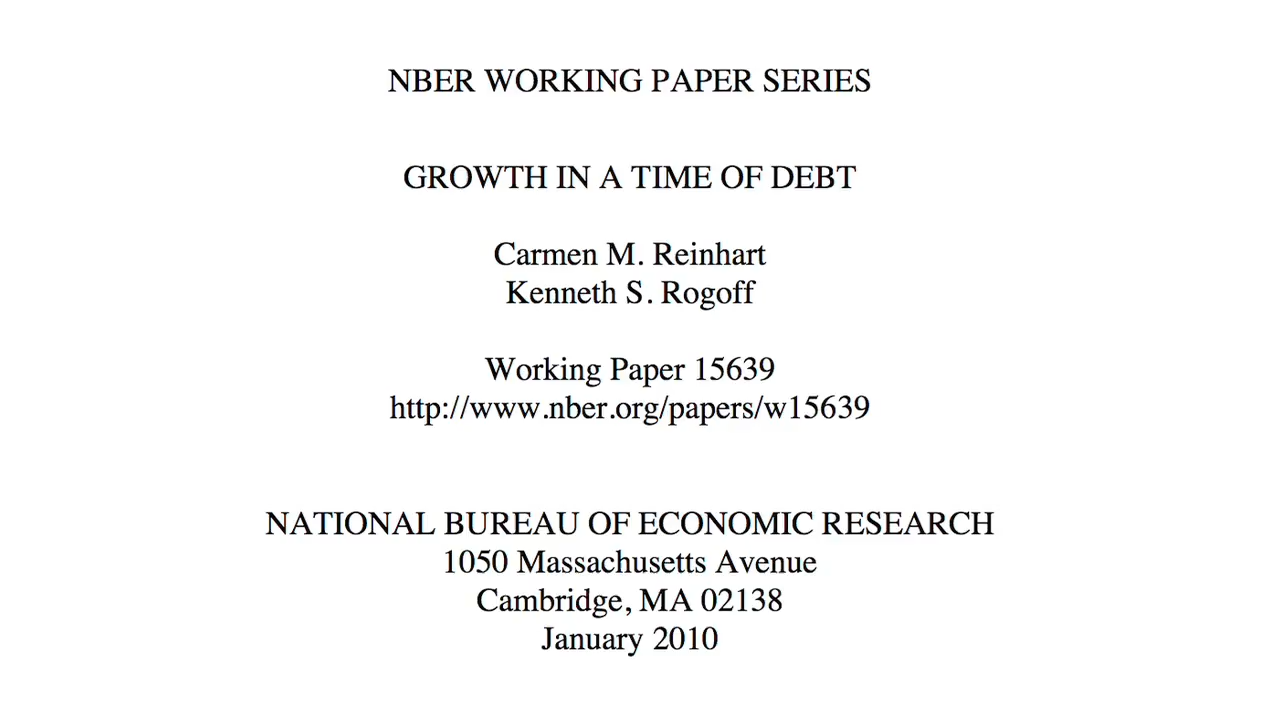 NBER WORKING PAPER SERIES
GROWTH IN A TIME OF DEBT
Carmen M. Reinhart
Kenneth S. Rogoff
Working Paper 15639
http://www.nber.org/papers/w15639
NATIONAL BUREAU OF ECONOMIC RESEARCH
1050 Massachusetts Avenue
Cambridge, MA 02138
January 2010